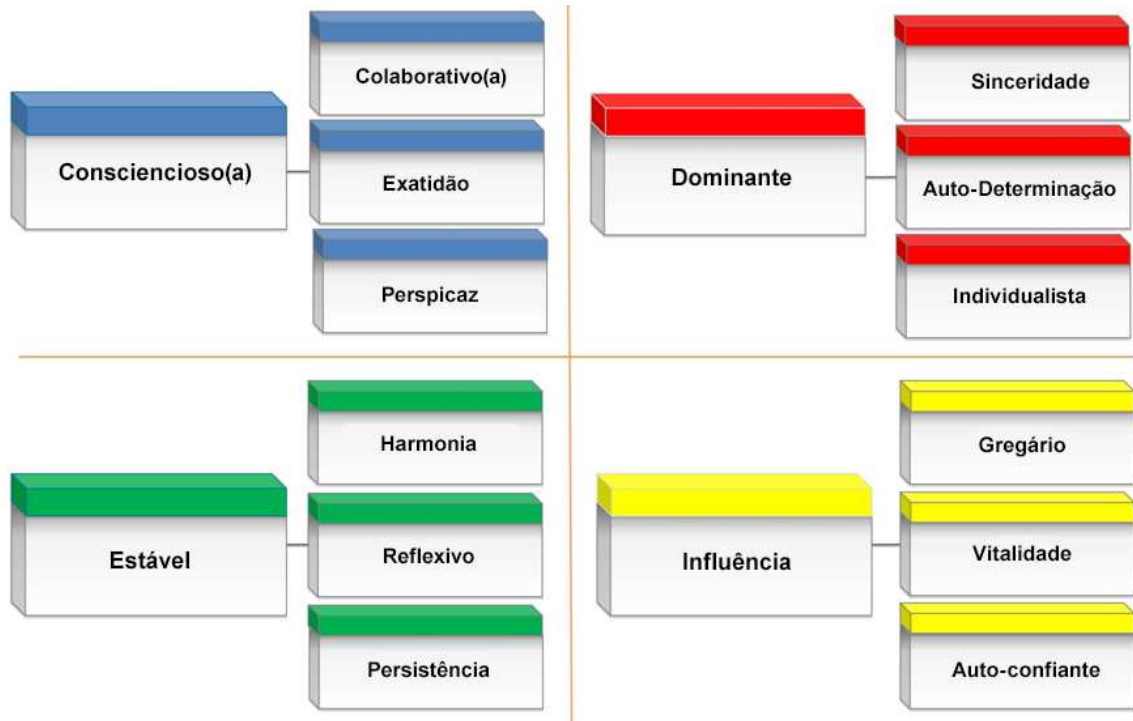 Consciencioso(a)
Colaborativo(a)
Exatidão
Perspicaz
Dominante
Sinceridade
Auto-Determinação
Individualista
Estável
Harmonia
Reflexivo
Persistência
Influência
Gregário
Vitalidade
Auto-confiante